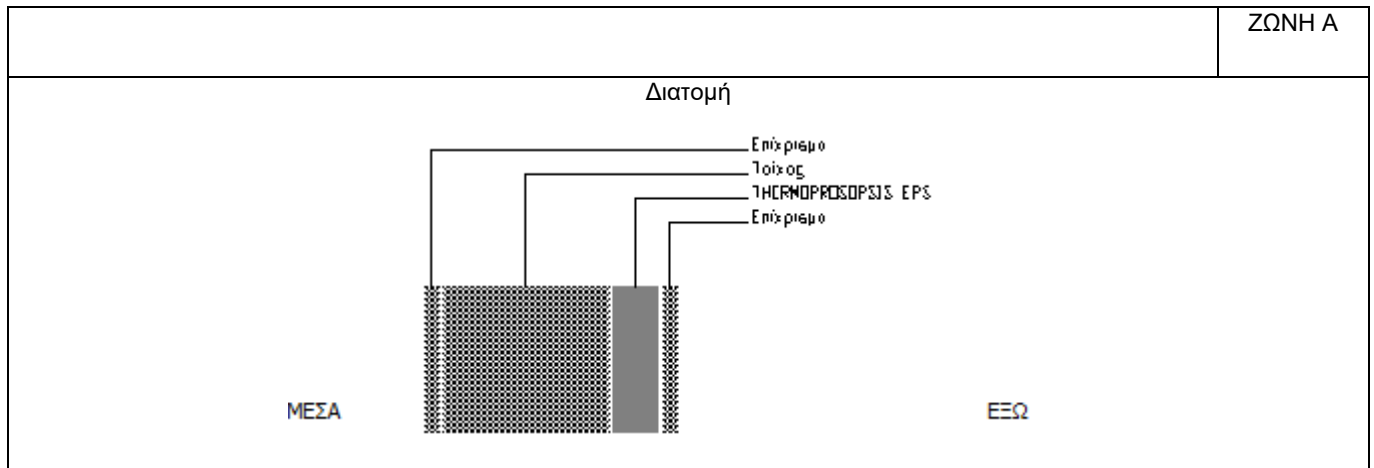 ΖΩΝΗ Α
Διατομή
Επίχρισμα
Τοίχος
THERMOPROSOPSIS EPS
Επίχρισμα
ΜΕΣΑ
ΕΞΩ